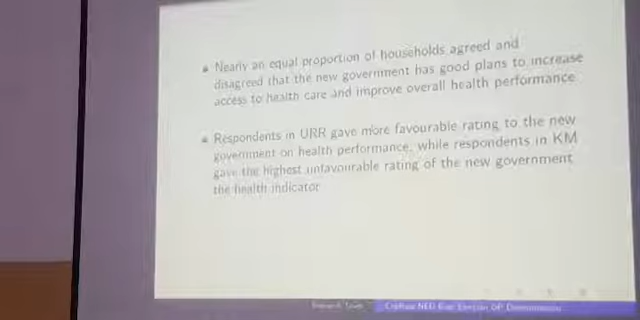 Nearly an equal proportion of households agreed and
disagreed that the new government has good plans to increase
access to health care and improve overall health performance
Respondents in URR gave more favourable rating to the new
government on health performance, while respondents in KM
gave the highest unfavourable rating of the new government
the health indicator
Research Team